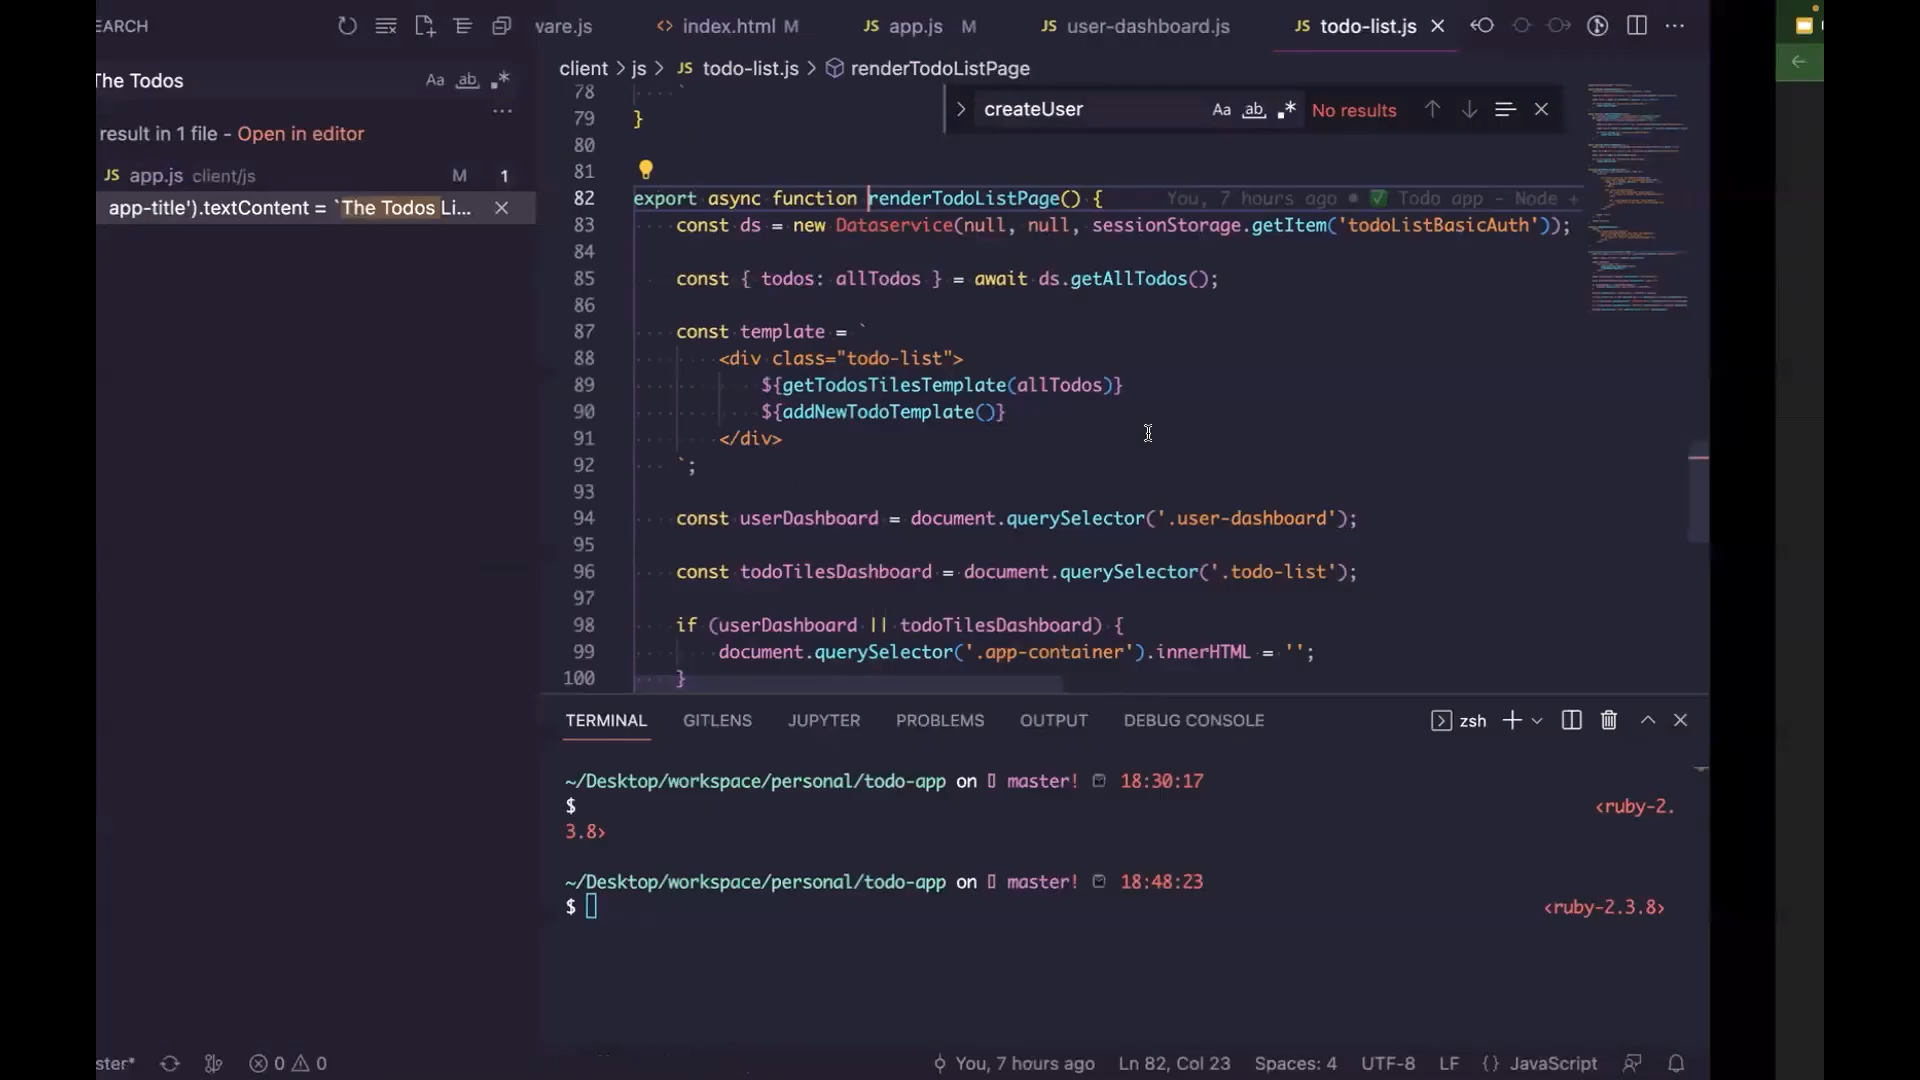 EARCH
ware.js
index.html M
JS app.js M
JS user-dashboard.js
JS todo-list.js
The Todos
Aa ab
result in 1 file - Open in editor
JS app.js client/js M 1
app-title').textContent = `The Todos Li...
client > js > JS todo-list.js > renderTodoListPage
createUser
Aa ab
No results
78 `
79 }
80
81
82 export async function renderTodoListPage() { You, 7 hours ago • ✅ Todo app - Node +
83 const ds = new Dataservice(null, null, sessionStorage.getItem('todoListBasicAuth'));
84
85 const { todos: allTodos } = await ds.getAllTodos();
86
87 const template = `
88 <div class="todo-list">
89 ${getTodosTilesTemplate(allTodos)}
90 ${addNewTodoTemplate()}
91 </div>
92 `;
93
94 const userDashboard = document.querySelector('.user-dashboard');
95
96 const todoTilesDashboard = document.querySelector('.todo-list');
97
98 if (userDashboard || todoTilesDashboard) {
99 document.querySelector('.app-container').innerHTML = '';
100 }
TERMINAL GITLENS JUPYTER PROBLEMS OUTPUT DEBUG CONSOLE
zsh
~/Desktop/workspace/personal/todo-app on master! 18:30:17
$ <ruby-2.
3.8>
~/Desktop/workspace/personal/todo-app on master! 18:48:23
$ <ruby-2.3.8>
ster* 0 0
You, 7 hours ago Ln 82, Col 23 Spaces: 4 UTF-8 LF {} JavaScript